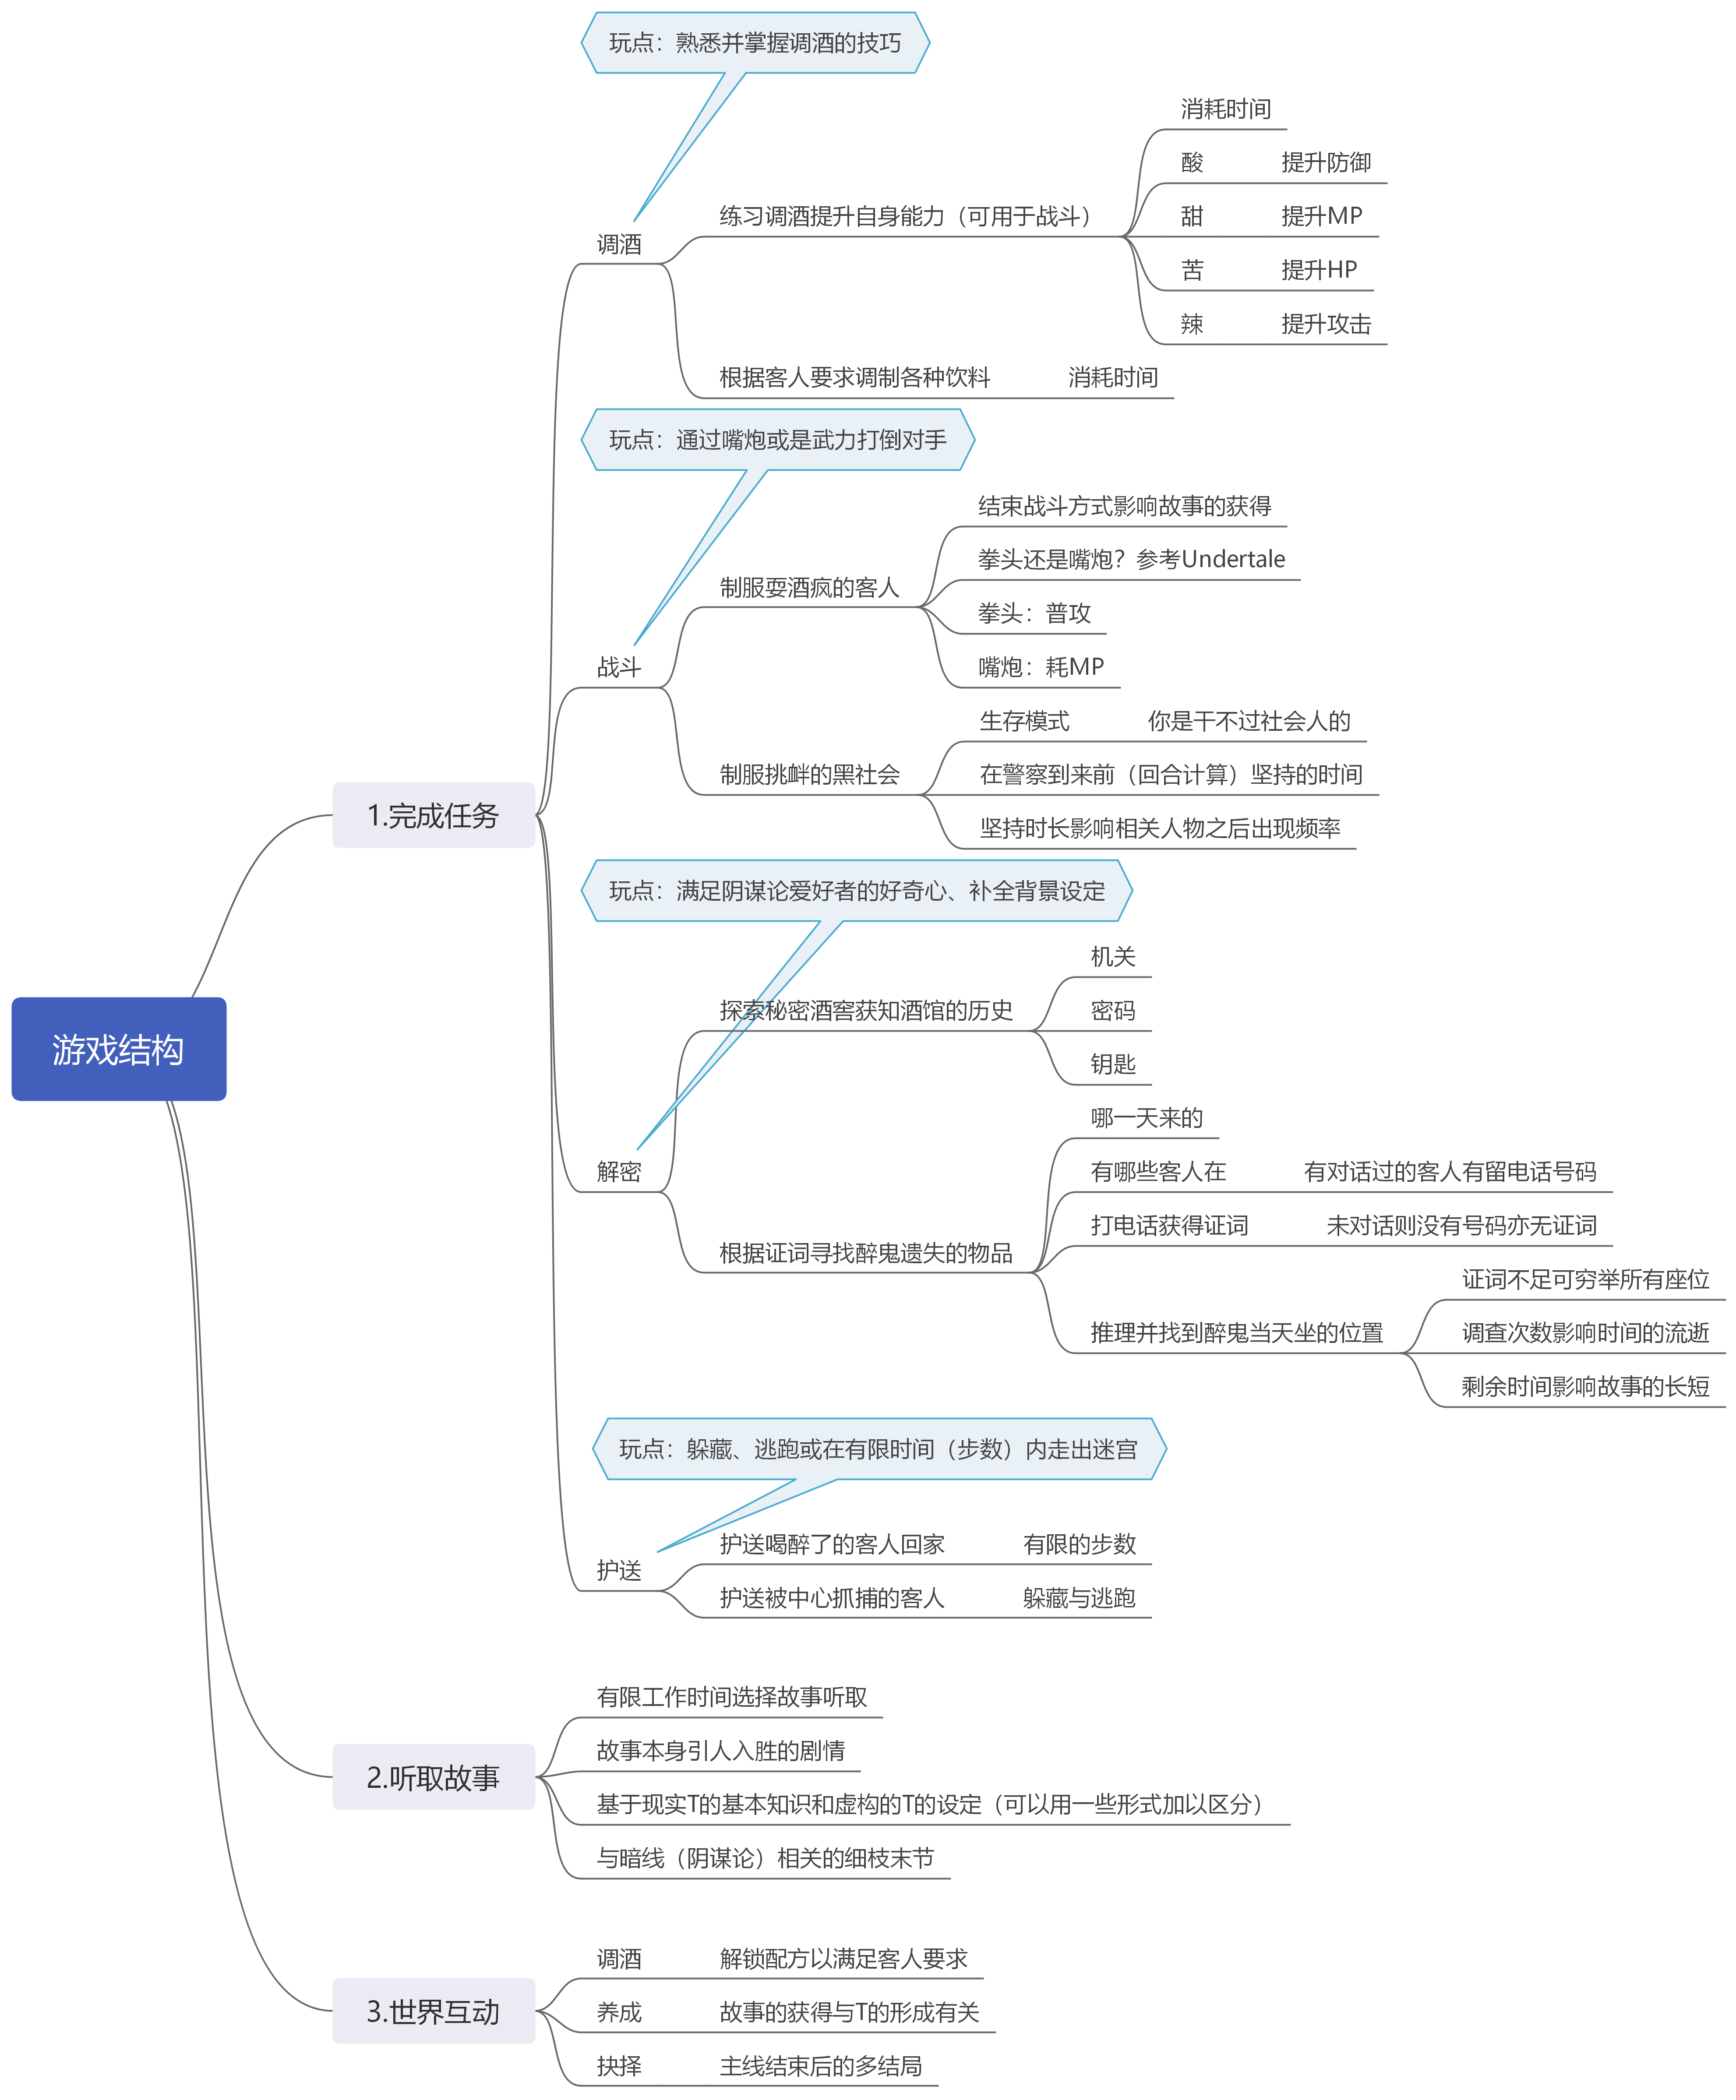 游戏结构
1.完成任务
玩点：熟悉并掌握调酒的技巧
调酒
练习调酒提升自身能力（可用于战斗）
消耗时间
酸 提升防御
甜 提升MP
苦 提升HP
辣 提升攻击
根据客人要求调制各种饮料 消耗时间
玩点：通过嘴炮或是武力打倒对手
战斗
制服耍酒疯的客人
结束战斗方式影响故事的获得
拳头还是嘴炮？参考Undertale
拳头：普攻
嘴炮：耗MP
制服挑衅的黑社会
生存模式 你是干不过社会人的
在警察到来前（回合计算）坚持的时间
坚持时长影响相关人物之后出现频率
玩点：满足阴谋论爱好者的好奇心、补全背景设定
解密
探索秘密酒窖获知酒馆的历史
机关
密码
钥匙
根据证词寻找醉鬼遗失的物品
哪一天来的
有哪些客人在 有对话过的客人有留电话号码
打电话获得证词 未对话则没有号码亦无证词
推理并找到醉鬼当天坐的位置
证词不足可穷举所有座位
调查次数影响时间的流逝
剩余时间影响故事的长短
玩点：躲藏、逃跑或在有限时间（步数）内走出迷宫
护送
护送喝醉了的客人回家 有限的步数
护送被中心抓捕的客人 躲藏与逃跑
2.听取故事
有限工作时间选择故事听取
故事本身引人入胜的剧情
基于现实T的基本知识和虚构的T的设定（可以用一些形式加以区分）
与暗线（阴谋论）相关的细枝末节
3.世界互动
调酒 解锁配方以满足客人要求
养成 故事的获得与T的形成有关
抉择 主线结束后的多结局